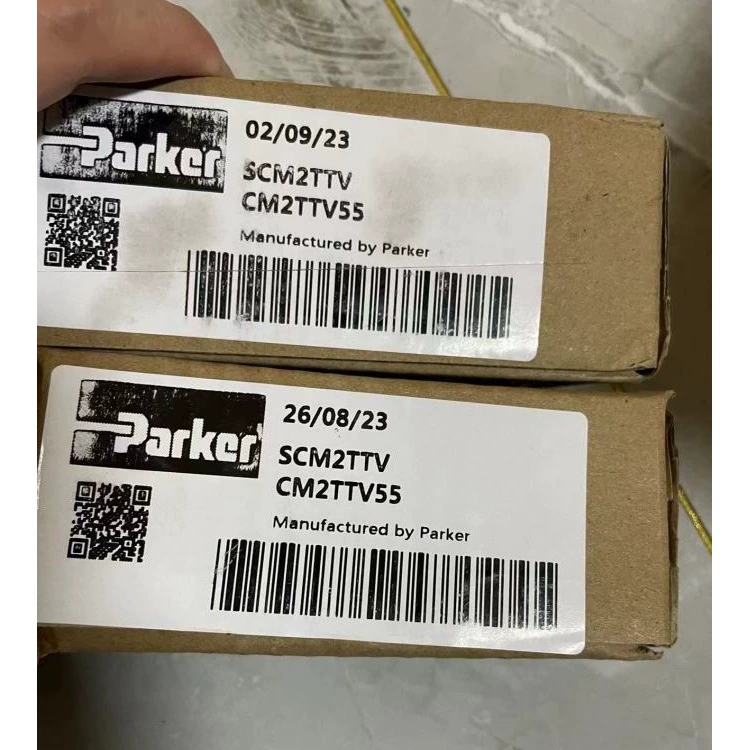 Parker
02/09/23
SCM2TTV
CM2TTV55
Manufactured by Parker
Parker
26/08/23
SCM2TTV
CM2TTV55
Manufactured by Parker